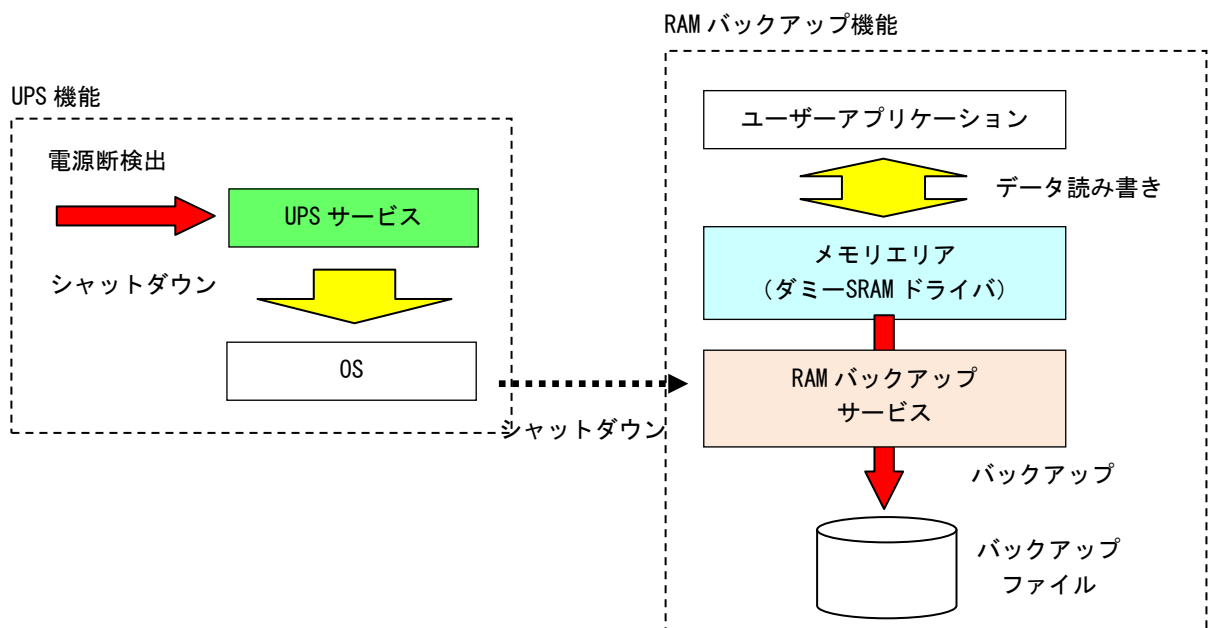 RAM バックアップ機能
UPS 機能
電源断検出
UPS サービス
シャットダウン
OS
シャットダウン
ユーザーアプリケーション
データ読み書き
メモリエリア
（ダミーSRAM ドライバ）
RAM バックアップ
サービス
バックアップ
バックアップ
ファイル